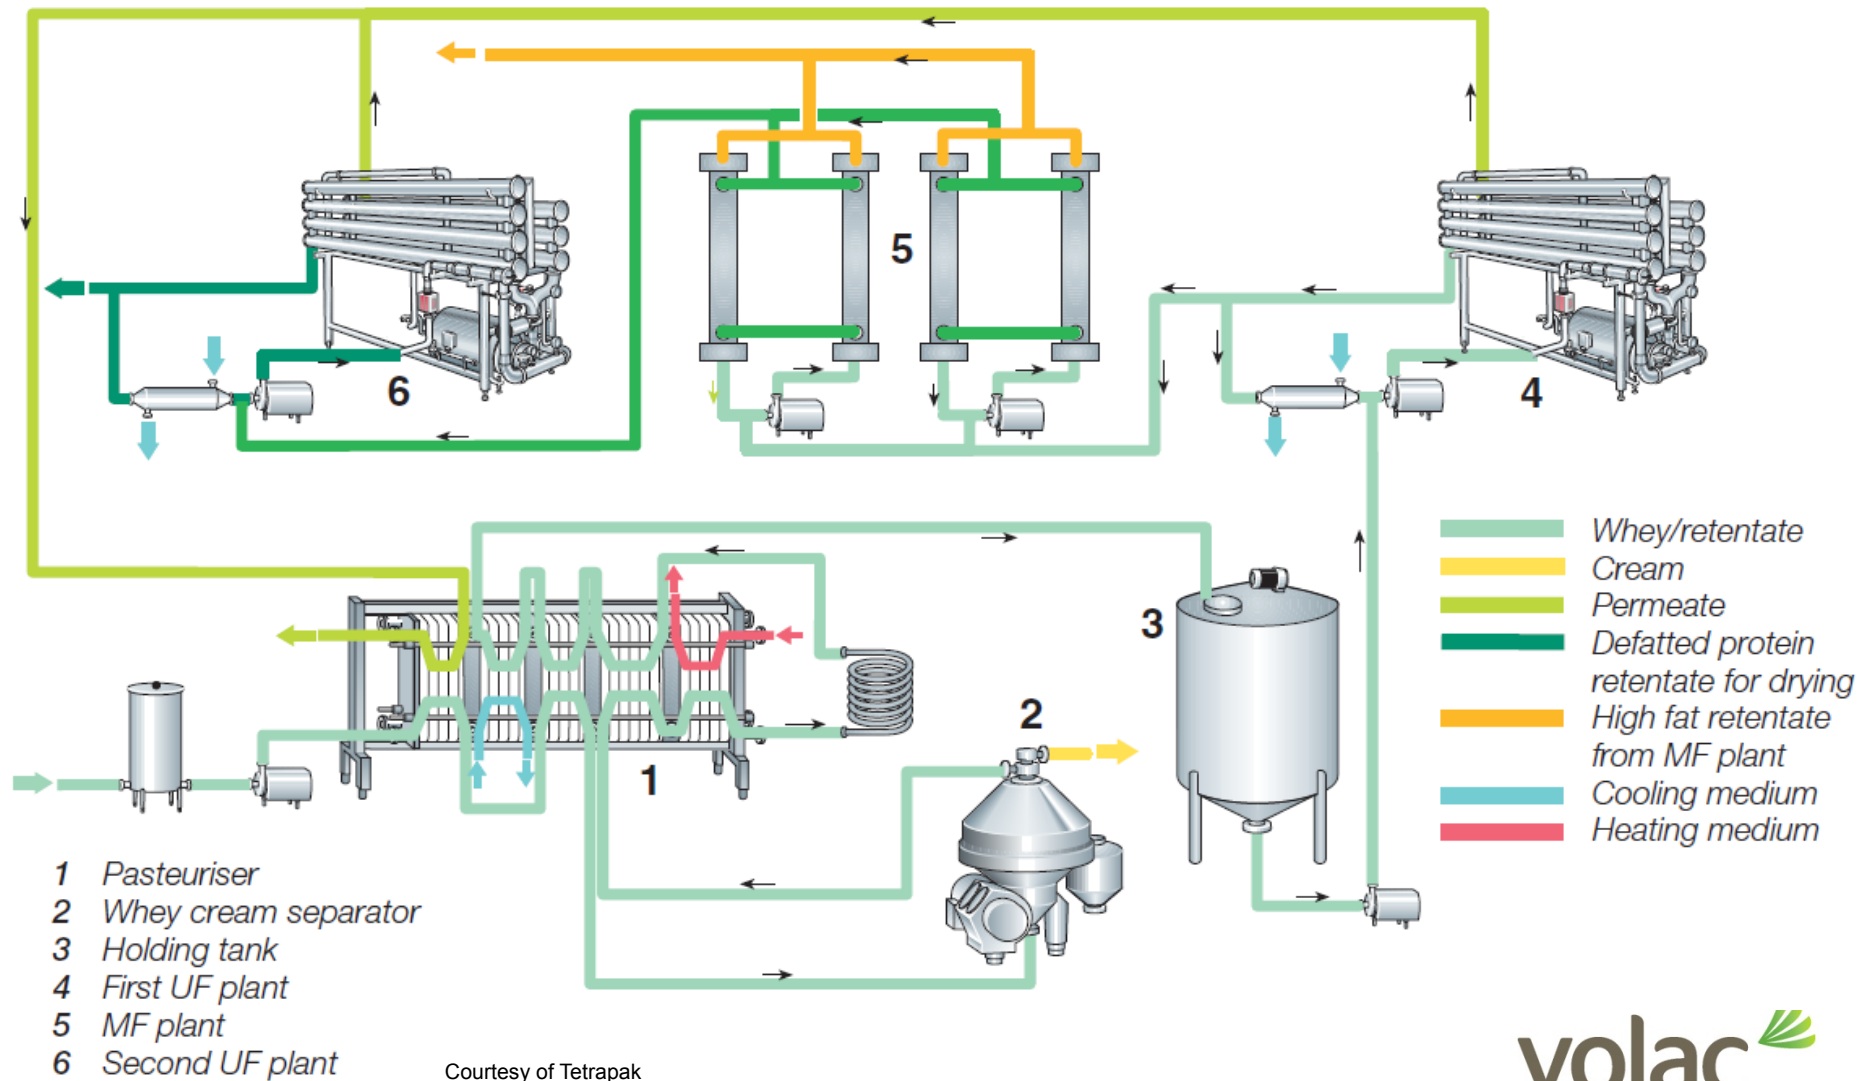 5
6
4
Whey/retentate
Cream
Permeate
Defatted protein
retentate for drying
High fat retentate
from MF plant
Cooling medium
Heating medium
3
2
1
1 Pasteuriser
2 Whey cream separator
3 Holding tank
4 First UF plant
5 MF plant
6 Second UF plant
Courtesy of Tetrapak
volac